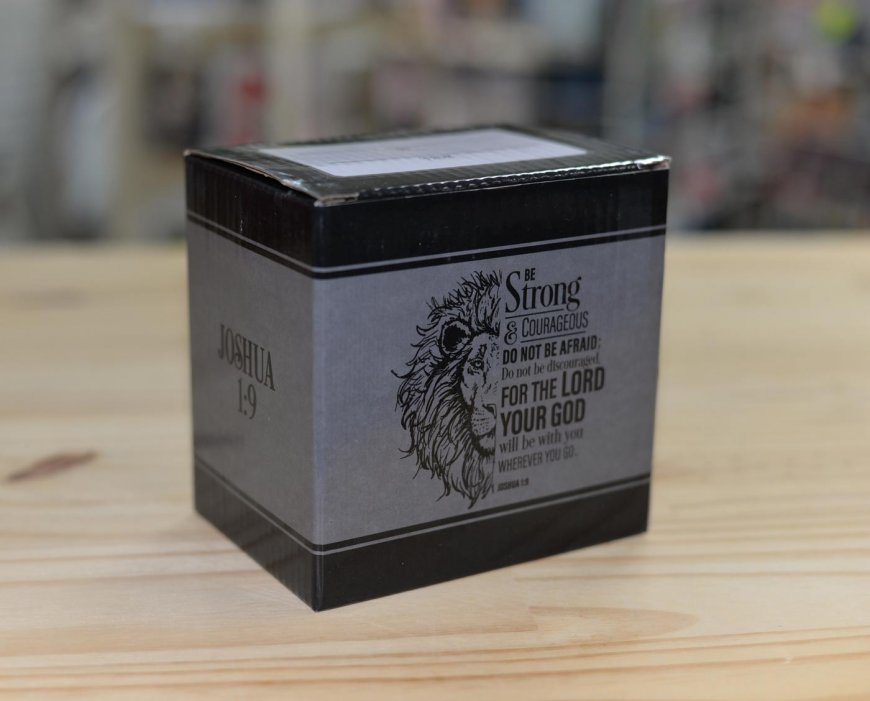 JOSHUA
1:9
BE
Strong
& COURAGEOUS
DO NOT BE AFRAID;
Do not be discouraged,
FOR THE LORD
YOUR GOD
will be with you
WHEREVER YOU GO.
JOSHUA 1:9